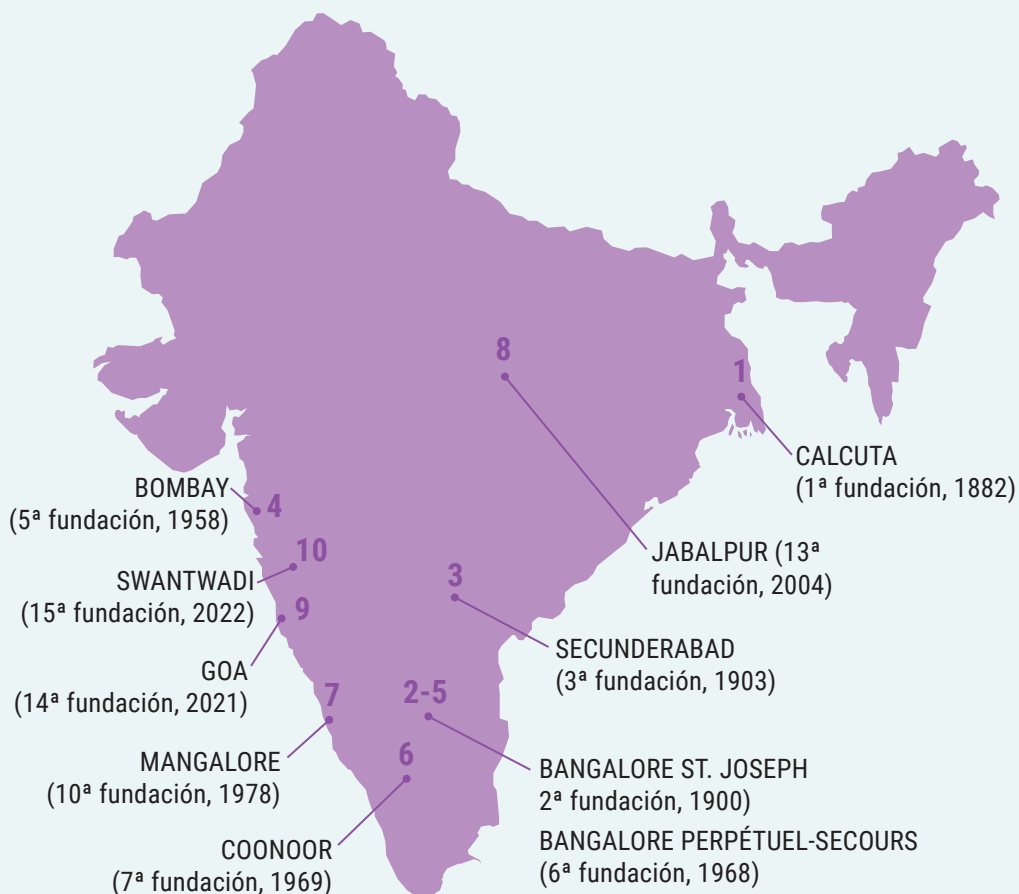 8
1
CALCUTA
(1ª fundación, 1882)
BOMBAY
(5ª fundación, 1958)
4
10
JABALPUR (13ª
fundación, 2004)
SWANTWADI
(15ª fundación, 2022)
3
9
SECUNDERABAD
(3ª fundación, 1903)
GOA
(14ª fundación, 2021)
7
2-5
MANGALORE
(10ª fundación, 1978)
6
BANGALORE ST. JOSEPH
2ª fundación, 1900)
BANGALORE PERPÉTUEL-SECOURS
(6ª fundación, 1968)
COONOOR
(7ª fundación, 1969)